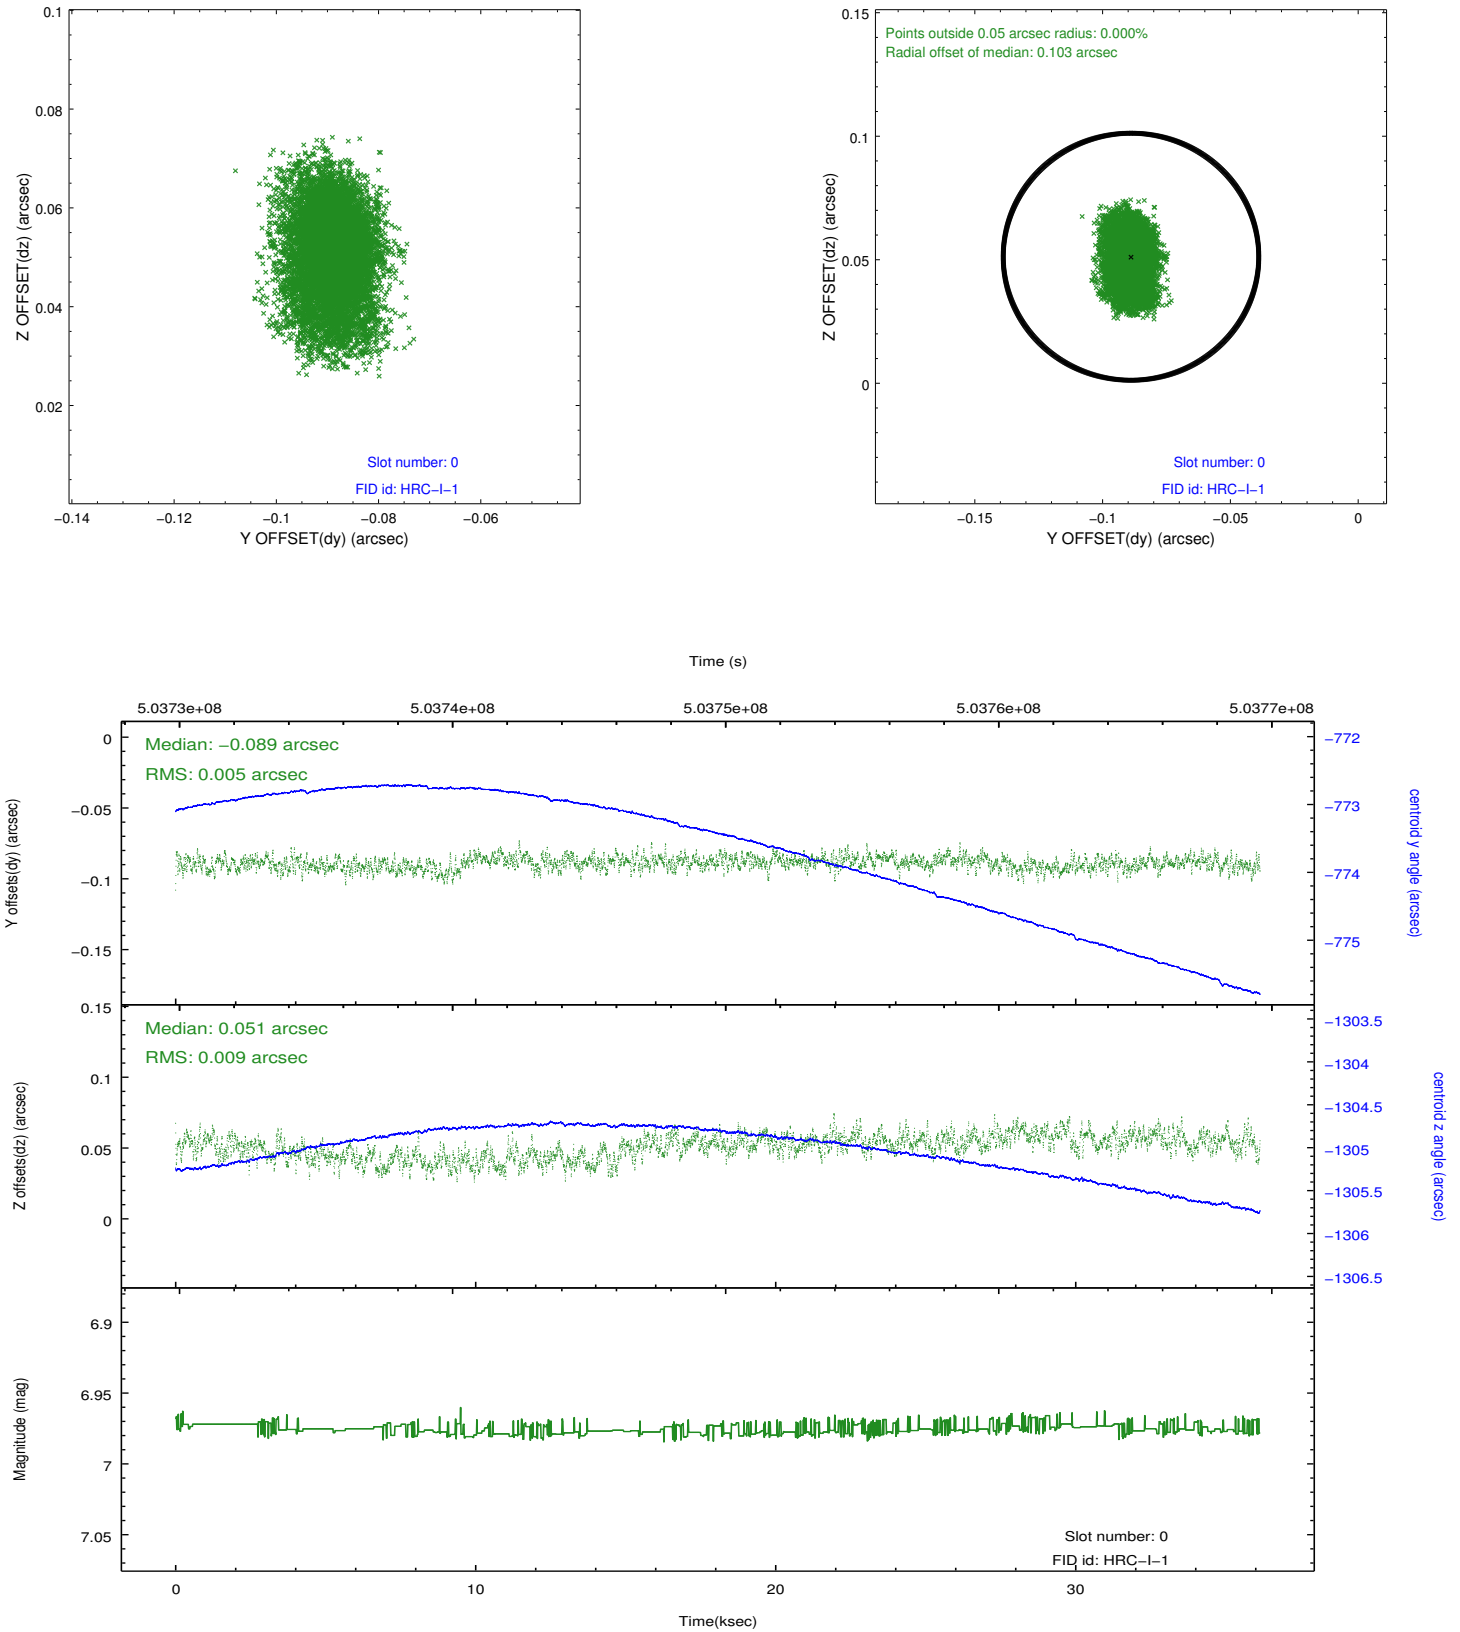 0.1
0.08
0.06
0.04
0.02
Z OFFSET(dz) (arcsec)
Slot number: 0
FID id: HRC−I−1
−0.14 −0.12 −0.1 −0.08 −0.06
Y OFFSET(dy) (arcsec)
0.15
0.1
0.05
0
Z OFFSET(dz) (arcsec)
Points outside 0.05 arcsec radius: 0.000%
Radial offset of median: 0.103 arcsec
Slot number: 0
FID id: HRC−I−1
−0.15 −0.1 −0.05 0
Y OFFSET(dy) (arcsec)
Time (s)
5.0373e+08 5.0374e+08 5.0375e+08 5.0376e+08 5.0377e+08
Median: −0.089 arcsec
RMS: 0.005 arcsec
0
−0.05
−0.1
−0.15
Y offsets(dy) (arcsec)
−772
−773
−774
−775
centroid y angle (arcsec)
Median: 0.051 arcsec
RMS: 0.009 arcsec
0.15
0.1
0.05
0
Z offsets(dz) (arcsec)
−1303.5
−1304
−1304.5
−1305
−1305.5
−1306
−1306.5
centroid z angle (arcsec)
6.9
6.95
7
7.05
Magnitude (mag)
Slot number: 0
FID id: HRC−I−1
0 10 20 30
Time(ksec)